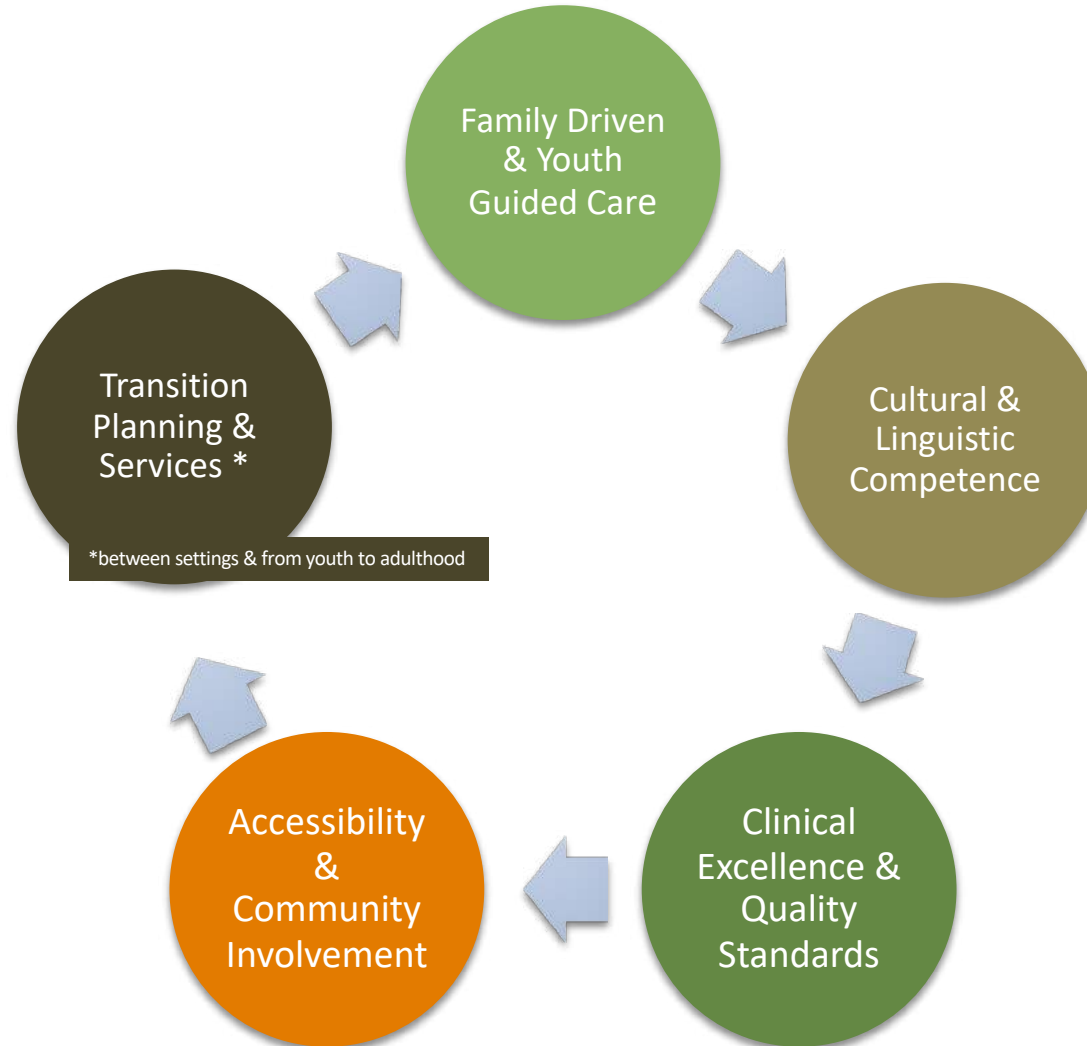 Family Driven
& Youth
Guided Care
Cultural &
Linguistic
Competence
Clinical
Excellence &
Quality
Standards
Accessibility
&
Community
Involvement
Transition
Planning &
Services *
*between settings & from youth to adulthood